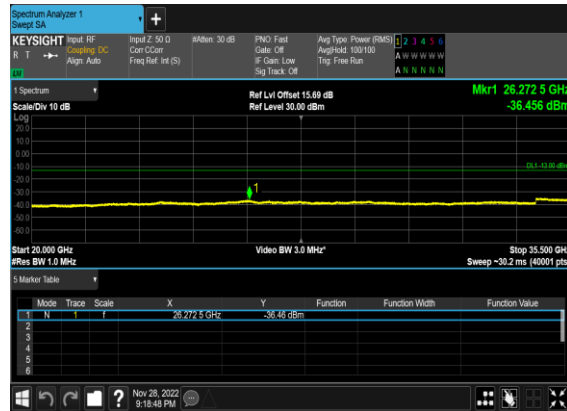 Spectrum Analyzer 1
Swept SA
+
KEYSIGHT Input: RF Input Z: 50 Ω #Atten: 30 dB PNO: Fast Avg Type: Power (RMS) 1 2 3 4 5 6
R T Coupling: DC Corr CCorr Gate: Off Avg|Hold: 100/100 A W W W W W
Align: Auto Freq Ref: Int (S) IF Gain: Low Trig: Free Run
Sig Track: Off A N N N N N
1 Spectrum Ref Lvl Offset 15.69 dB Mkr1 26.272 5 GHz
Scale/Div 10 dB Ref Level 30.00 dBm -36.456 dBm
Log
20.0
10.0
0.00
-10.0 DL1 -13.00 dBm
-20.0
-30.0 1
-40.0
-50.0
-60.0
Start 20.000 GHz Video BW 3.0 MHz* Stop 35.500 GHz
#Res BW 1.0 MHz Sweep ~30.2 ms (40001 pts)
5 Marker Table
Mode Trace Scale X Y Function Function Width Function Value
1 N 1 f 26.272 5 GHz -36.46 dBm
2
3
4
5
6
? Nov 28, 2022
9:18:48 PM